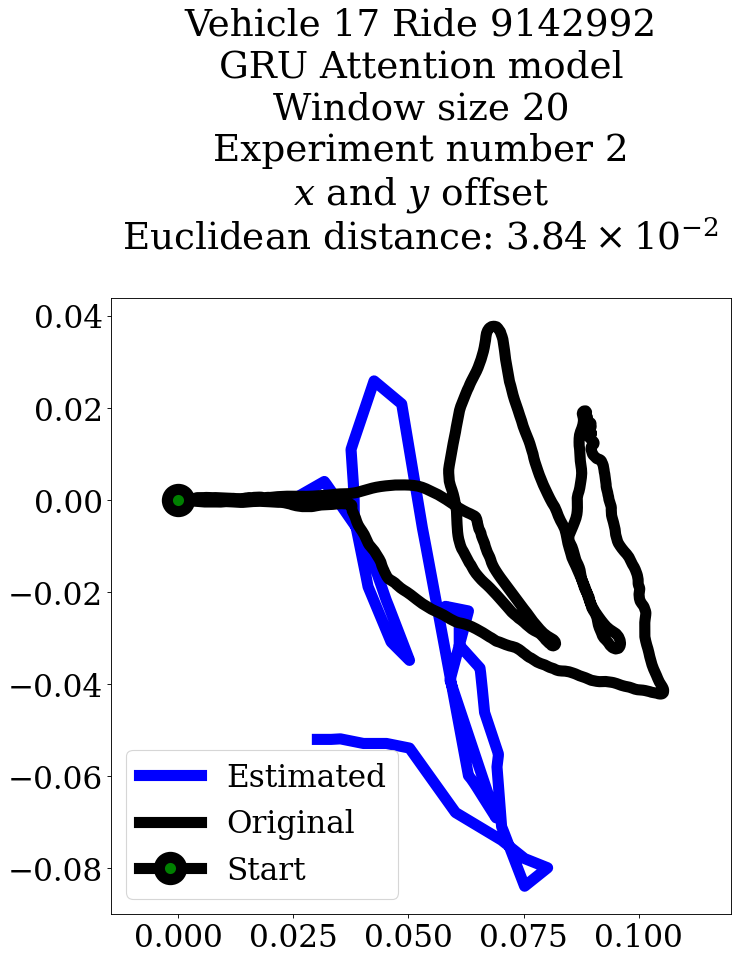 Vehicle 17 Ride 9142992
GRU Attention model
Window size 20
Experiment number 2
x and y offset
Euclidean distance: 3.84 × 10⁻²
0.04
0.02
0.00
−0.02
−0.04
−0.06
−0.08
Estimated
Original
Start
0.000 0.025 0.050 0.075 0.100